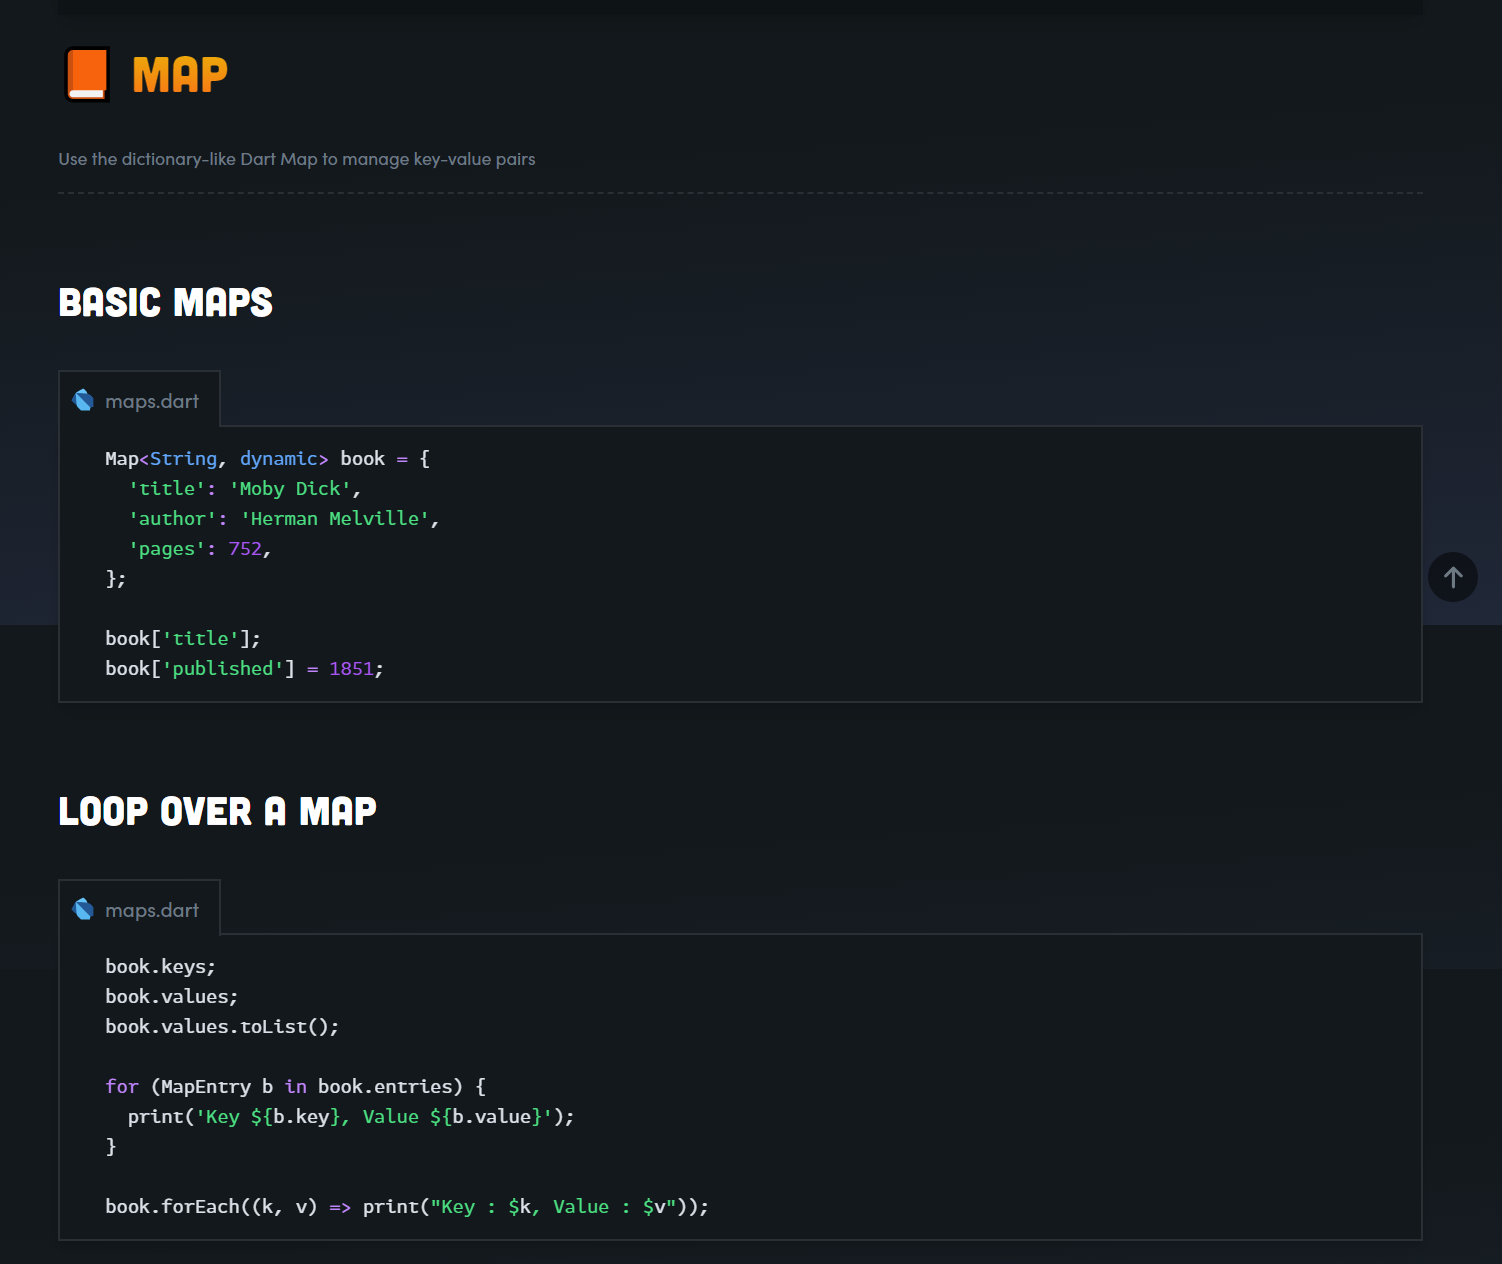 MAP
Use the dictionary-like Dart Map to manage key-value pairs
BASIC MAPS
maps.dart
Map<String, dynamic> book = {
  'title': 'Moby Dick',
  'author': 'Herman Melville',
  'pages': 752,
};
book['title'];
book['published'] = 1851;
LOOP OVER A MAP
maps.dart
book.keys;
book.values;
book.values.toList();
for (MapEntry b in book.entries) {
  print('Key ${b.key}, Value ${b.value}');
}
book.forEach((k, v) => print("Key : $k, Value : $v"));